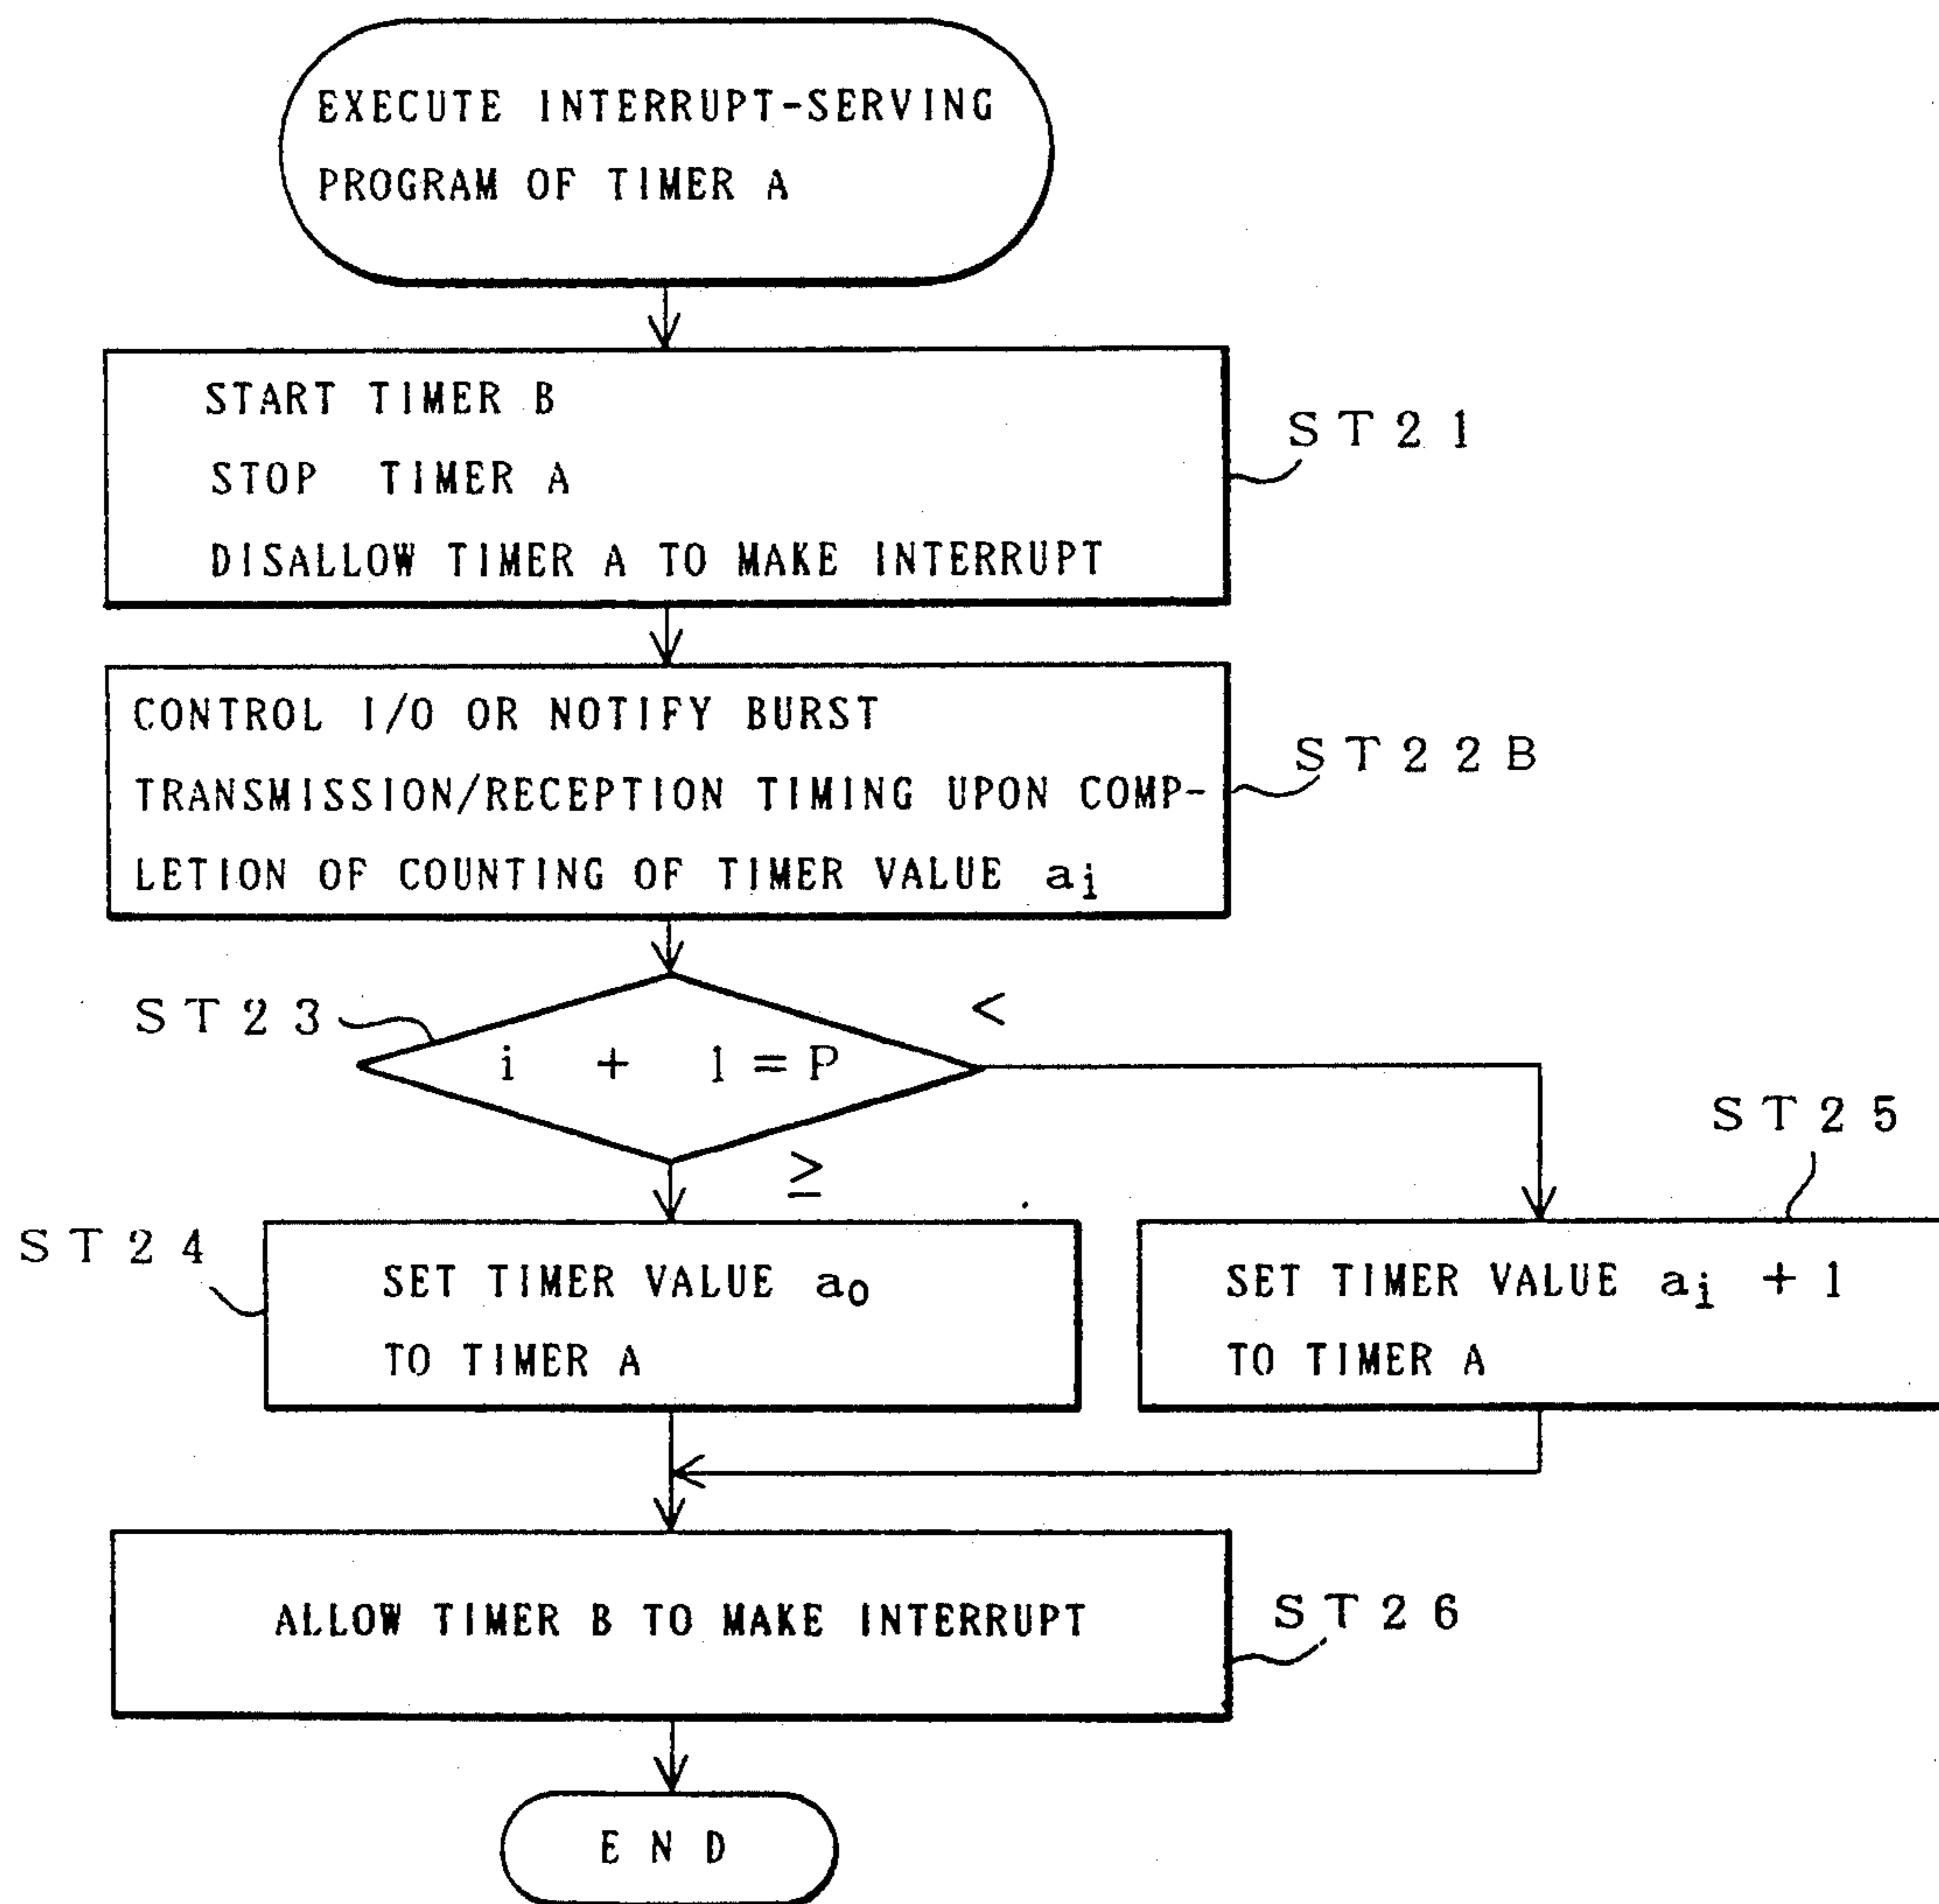 EXECUTE INTERRUPT-SERVING
PROGRAM OF TIMER A
START TIMER B
STOP TIMER A
DISALLOW TIMER A TO MAKE INTERRUPT
ST21
CONTROL I/O OR NOTIFY BURST
TRANSMISSION/RECEPTION TIMING UPON COMP-
LETION OF COUNTING OF TIMER VALUE ai
ST22B
ST23
i + 1 = P
<
≥
ST24
SET TIMER VALUE a0
TO TIMER A
ST25
SET TIMER VALUE ai + 1
TO TIMER A
ALLOW TIMER B TO MAKE INTERRUPT
ST26
END